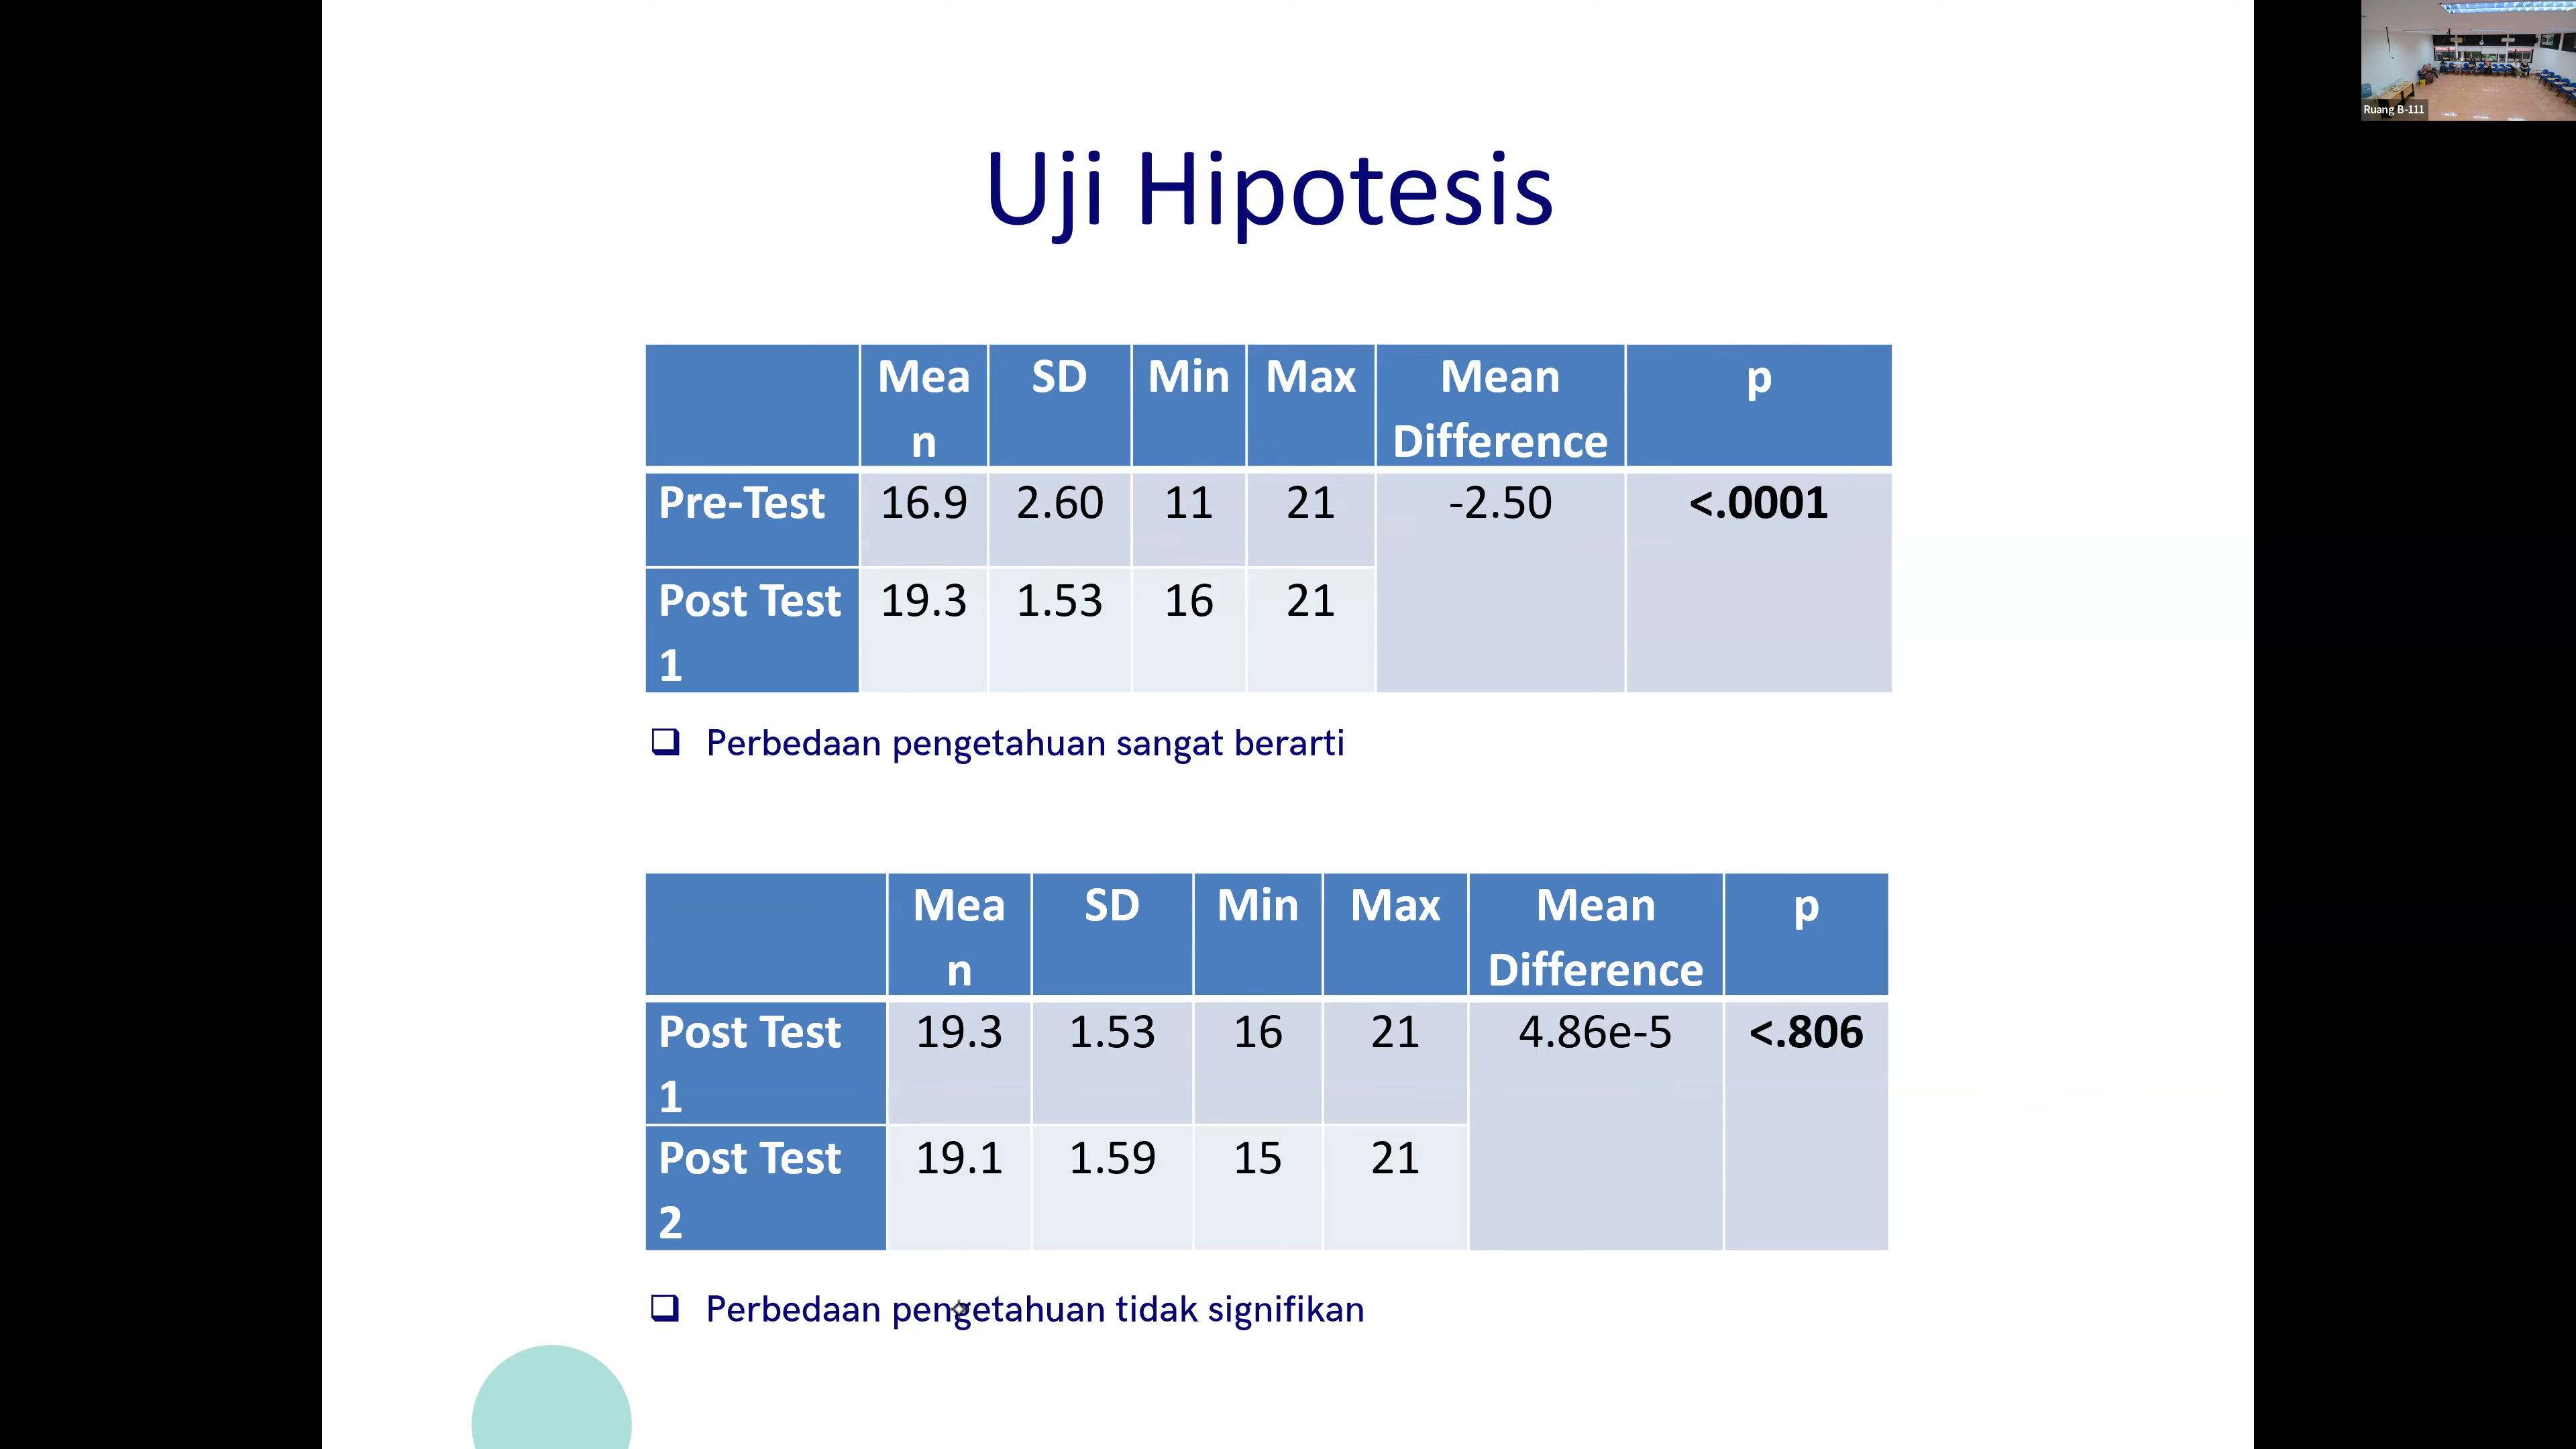 Ruang B-111
Uji Hipotesis
Mea SD Min Max Mean p
n Difference
Pre-Test 16.9 2.60 11 21 -2.50 <.0001
Post Test 19.3 1.53 16 21
1
Perbedaan pengetahuan sangat berarti
Mea SD Min Max Mean p
n Difference
Post Test 19.3 1.53 16 21 4.86e-5 <.806
1
Post Test 19.1 1.59 15 21
2
Perbedaan pengetahuan tidak signifikan